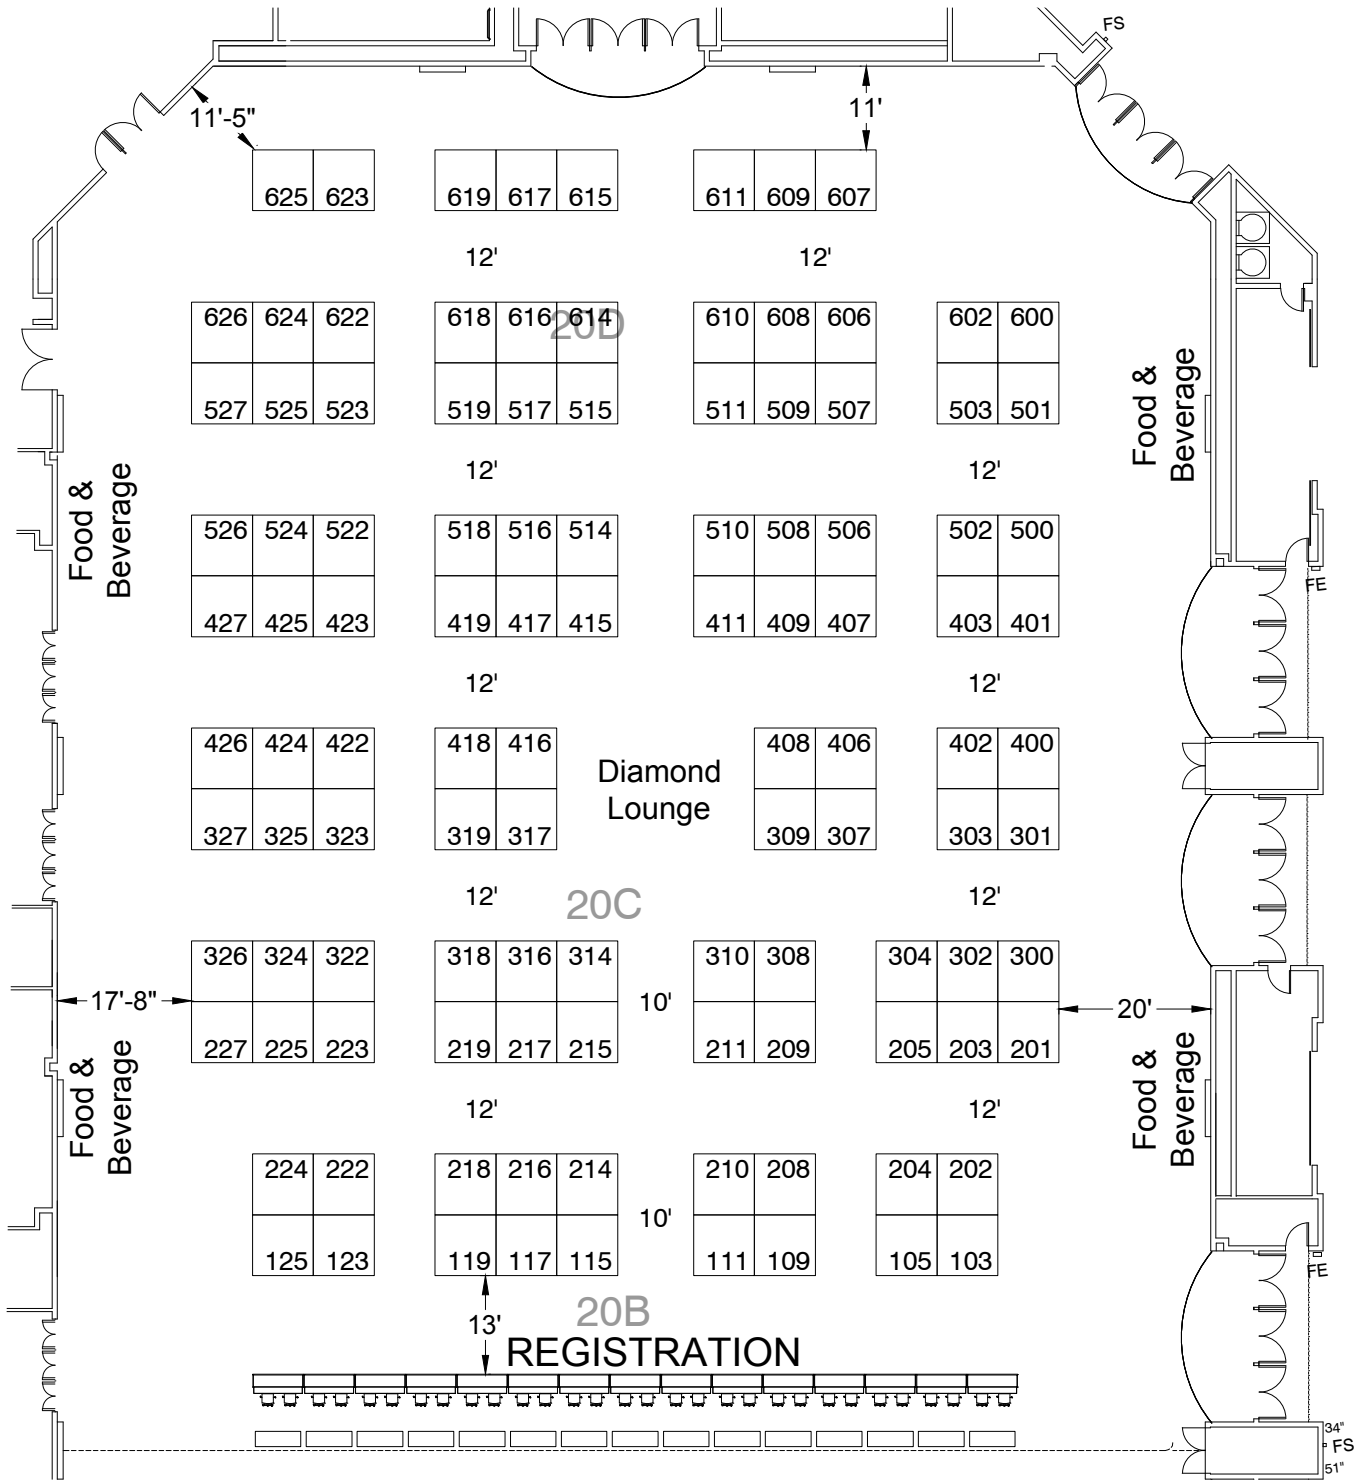 FS
11'-5"
11'
625 623 619 617 615 611 609 607
12' 12'
626 624 622 618 616 614 610 608 606 602 600
20D
527 525 523 519 517 515 511 509 507 503 501
Food &
Beverage
12' 12'
Food &
Beverage
526 524 522 518 516 514 510 508 506 502 500
FE
427 425 423 419 417 415 411 409 407 403 401
12' 12'
426 424 422 418 416 408 406 402 400
Diamond
Lounge
327 325 323 319 317 309 307 303 301
12' 12'
20C
326 324 322 318 316 314 310 308 304 302 300
17'-8" 10' 20'
227 225 223 219 217 215 211 209 205 203 201
Food &
Beverage
Food &
Beverage
12' 12'
224 222 218 216 214 210 208 204 202
10'
125 123 119 117 115 111 109 105 103
FE
20B
13'
REGISTRATION
34"
FS
51"